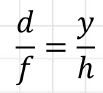 d/f = y/h